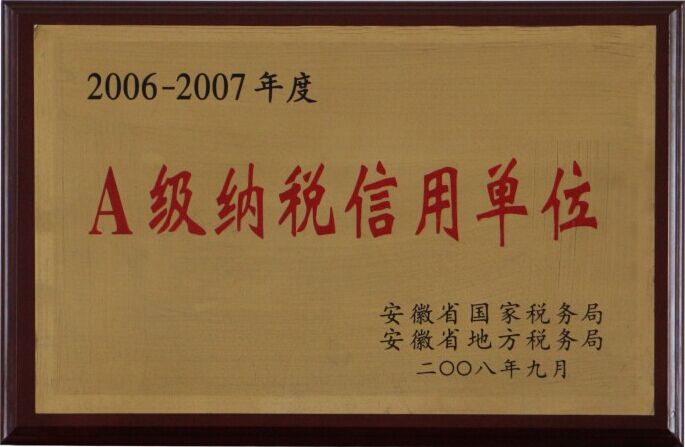 2006-2007年度
A级纳税信用单位
安徽省国家税务局
安徽省地方税务局
二〇〇八年九月